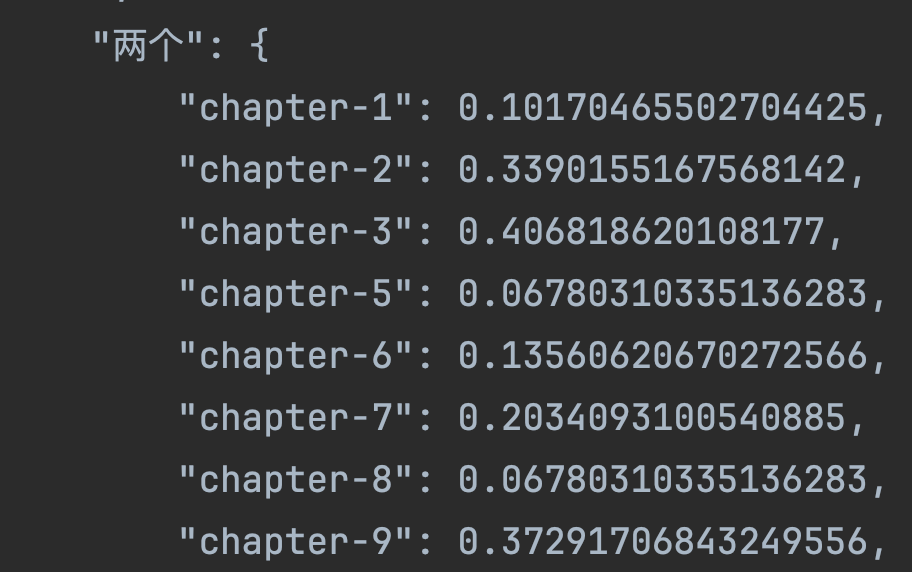 "两个": {
"chapter-1": 0.10170465502704425,
"chapter-2": 0.3390155167568142,
"chapter-3": 0.406818620108177,
"chapter-5": 0.06780310335136283,
"chapter-6": 0.13560620670272566,
"chapter-7": 0.2034093100540885,
"chapter-8": 0.06780310335136283,
"chapter-9": 0.37291706843249556,